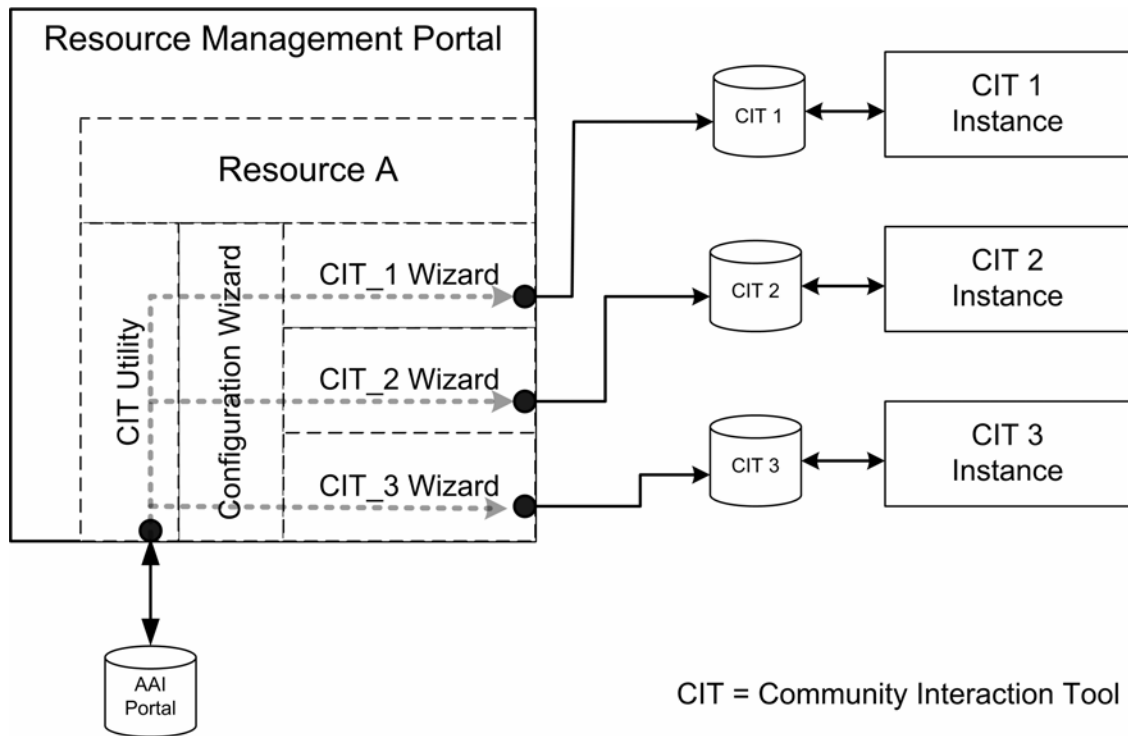 Resource Management Portal
Resource A
CIT Utility
Configuration Wizard
CIT_1 Wizard
CIT_2 Wizard
CIT_3 Wizard
CIT 1
CIT 1
Instance
CIT 2
CIT 2
Instance
CIT 3
CIT 3
Instance
AAI
Portal
CIT = Community Interaction Tool